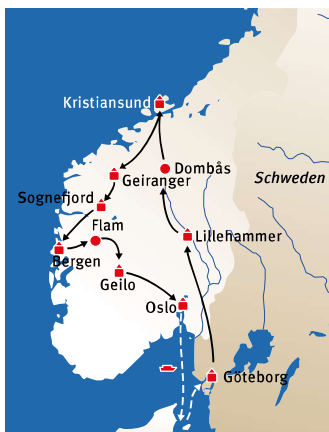 Kristiansund
Dombås
Geiranger
Schweden
Sognefjord
Flam
Lillehammer
Bergen
Geilo
Oslo
Göteborg